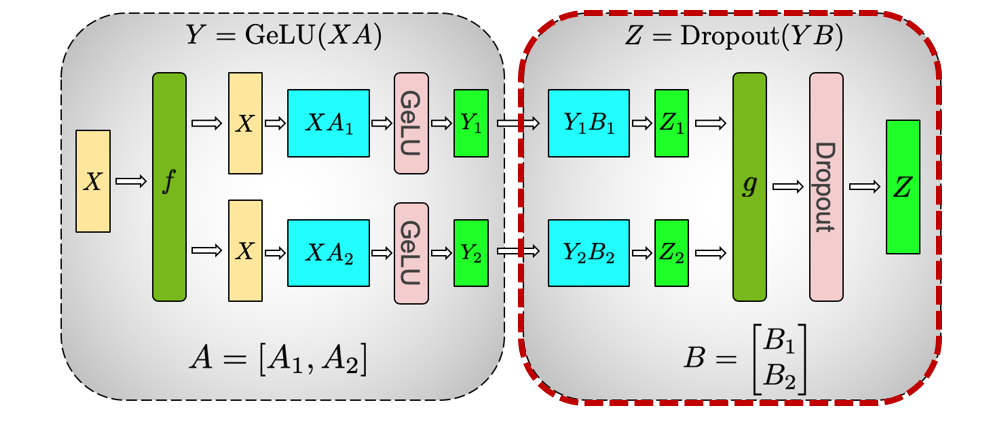 Y = GeLU(XA)
X
f
X
XA₁
GeLU
Y₁
X
XA₂
GeLU
Y₂
A = [A₁, A₂]
Z = Dropout(YB)
Y₁B₁
Z₁
Y₂B₂
Z₂
g
Dropout
Z
B = [B₁
B₂]